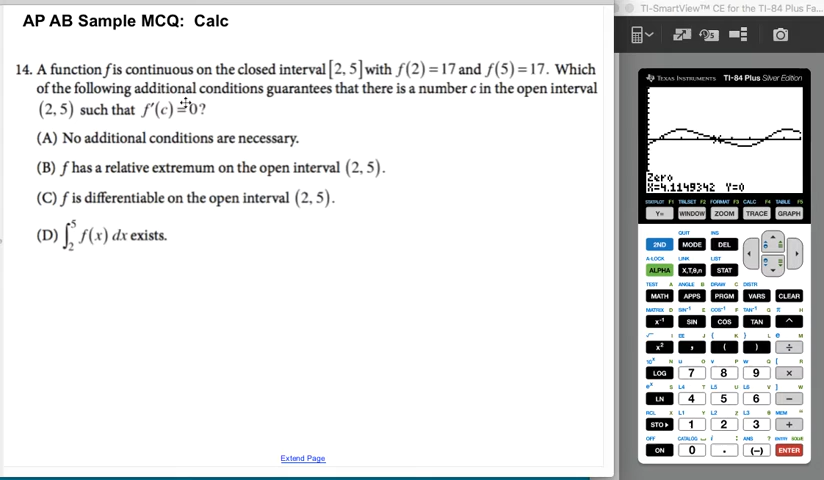 TI-SmartView™ CE for the TI-84 Plus Fa...
AP AB Sample MCQ: Calc
14. A function f is continuous on the closed interval [2, 5] with f(2) = 17 and f(5) = 17. Which
of the following additional conditions guarantees that there is a number c in the open interval
(2, 5) such that f′(c) = 0?
(A) No additional conditions are necessary.
(B) f has a relative extremum on the open interval (2, 5).
(C) f is differentiable on the open interval (2, 5).
(D) ∫₂⁵ f(x) dx exists.
Extend Page
TEXAS INSTRUMENTS TI-84 Plus Silver Edition
Zero
X=4.1149342 Y=0
STATPLOT F1 TBLSET F2 FORMAT F3 CALC F4 TABLE F5
Y= WINDOW ZOOM TRACE GRAPH
QUIT INS
2ND MODE DEL
A-LOCK LINK LIST
ALPHA X,T,θ,n STAT
TEST A ANGLE B DRAW C DISTR
MATH APPS PRGM VARS CLEAR
MATRIX D SIN⁻¹ E COS⁻¹ F TAN⁻¹ G π H
x⁻¹ SIN COS TAN ^
√ I EE J { K } L e M
x² , ( ) ÷
10ˣ N u O v P w Q [ R
LOG 7 8 9 ×
eˣ S L4 T L5 U L6 V ] W
LN 4 5 6 −
RCL X L1 Y L2 Z L3 θ MEM "
STO▸ 1 2 3 +
OFF CATALOG i : ANS ? ENTRY SOLVE
ON 0 . (−) ENTER